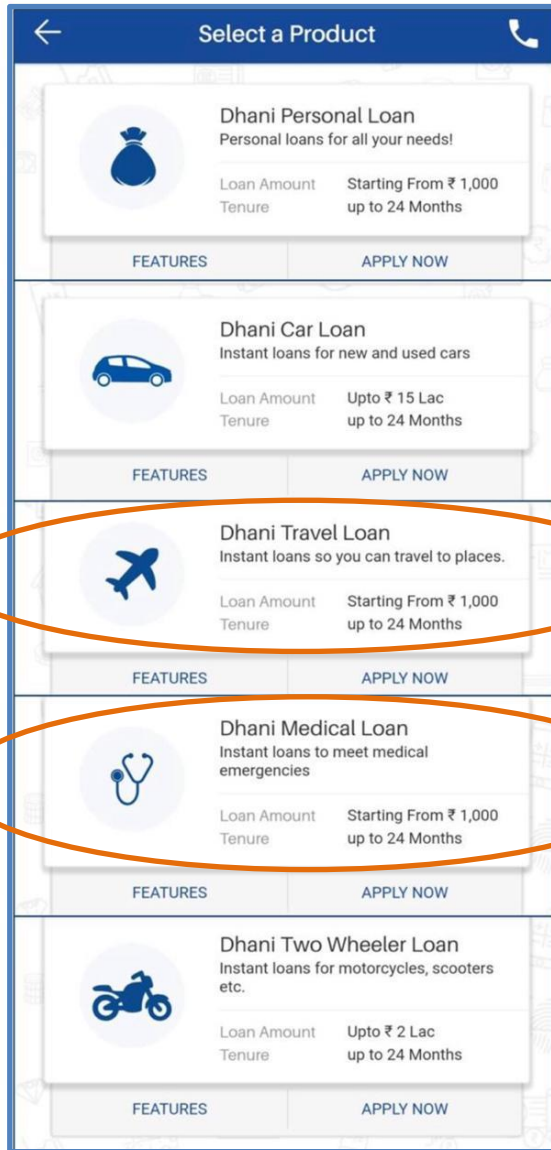 Select a Product
Dhani Personal Loan
Personal loans for all your needs!
Loan Amount Starting From ₹ 1,000
Tenure up to 24 Months
FEATURES APPLY NOW
Dhani Car Loan
Instant loans for new and used cars
Loan Amount Upto ₹ 15 Lac
Tenure up to 24 Months
FEATURES APPLY NOW
Dhani Travel Loan
Instant loans so you can travel to places.
Loan Amount Starting From ₹ 1,000
Tenure up to 24 Months
FEATURES APPLY NOW
Dhani Medical Loan
Instant loans to meet medical
emergencies
Loan Amount Starting From ₹ 1,000
Tenure up to 24 Months
FEATURES APPLY NOW
Dhani Two Wheeler Loan
Instant loans for motorcycles, scooters
etc.
Loan Amount Upto ₹ 2 Lac
Tenure up to 24 Months
FEATURES APPLY NOW